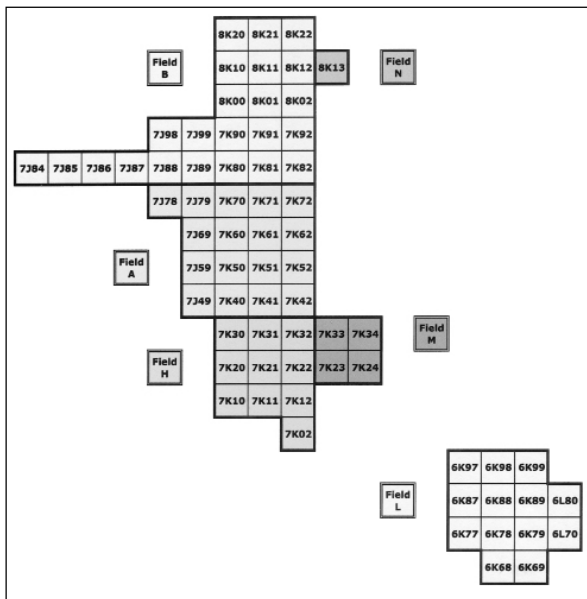 8K20 8K21 8K22
Field B 8K10 8K11 8K12 8K13 Field N
8K00 8K01 8K02
7J98 7J99 7K90 7K91 7K92
7J84 7J85 7J86 7J87 7J88 7J89 7K80 7K81 7K82
7J78 7J79 7K70 7K71 7K72
7J69 7K60 7K61 7K62
Field A 7J59 7K50 7K51 7K52
7J49 7K40 7K41 7K42
7K30 7K31 7K32 7K33 7K34 Field M
Field H 7K20 7K21 7K22 7K23 7K24
7K10 7K11 7K12
7K02
6K97 6K98 6K99
Field L 6K87 6K88 6K89 6L80
6K77 6K78 6K79 6L70
6K68 6K69